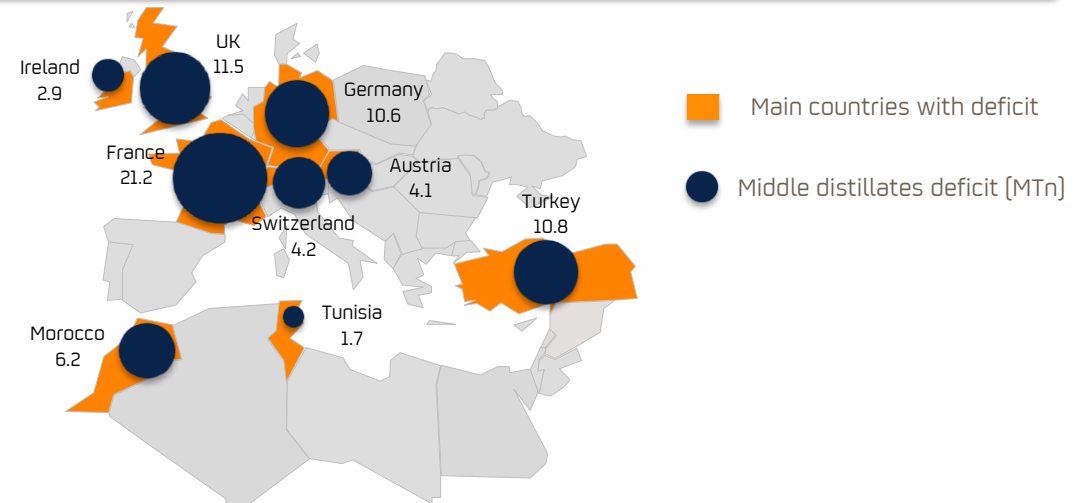 UK
11.5
Ireland
2.9
Germany
10.6
France
21.2
Austria
4.1
Switzerland
4.2
Turkey
10.8
Tunisia
1.7
Morocco
6.2
Main countries with deficit
Middle distillates deficit (MTn)